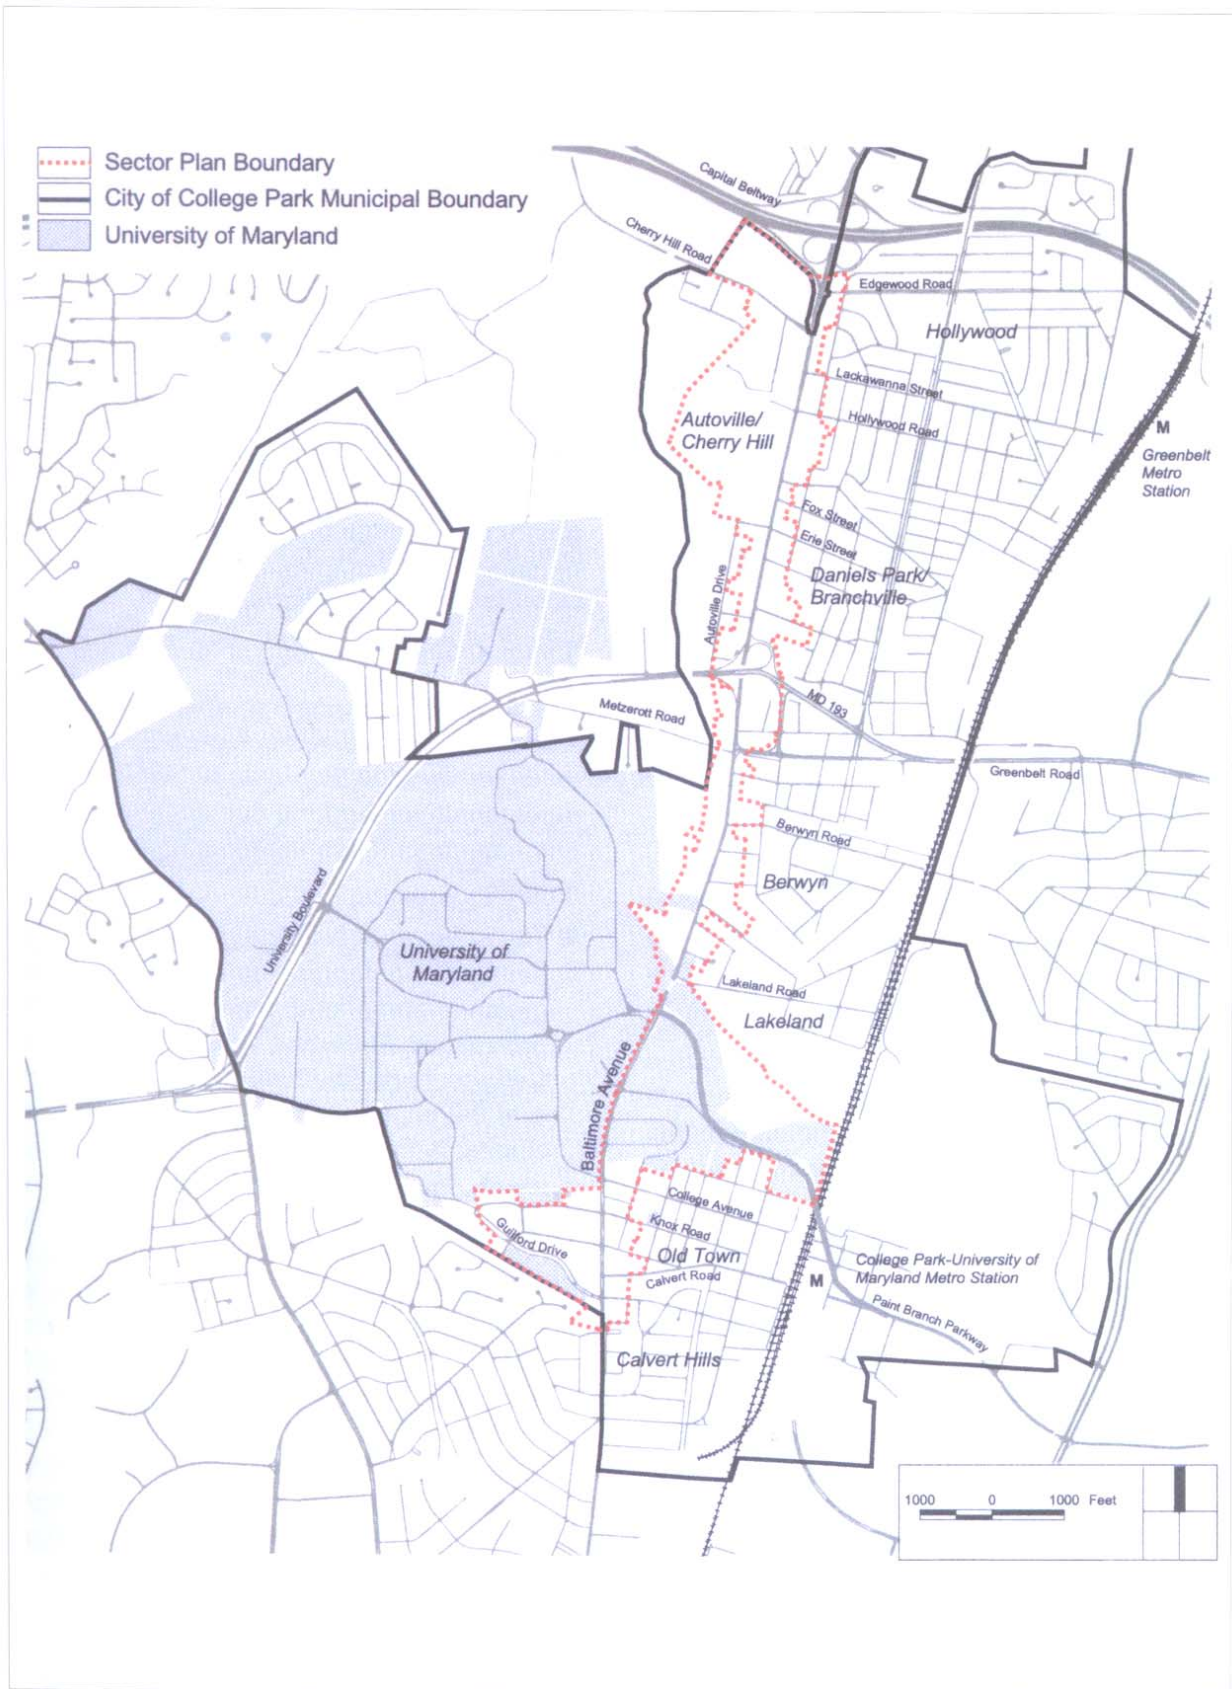 Sector Plan Boundary
City of College Park Municipal Boundary
University of Maryland
Capital Beltway
Cherry Hill Road
Edgewood Road
Hollywood
Lackawanna Street
Autoville/
Cherry Hill
Hollywood Road
M
Greenbelt
Metro
Station
Fox Street
Erie Street
Daniels Park/
Branchville
Autoville Drive
MD 193
Metzerott Road
Greenbelt Road
Berwyn Road
Berwyn
University Boulevard
University of
Maryland
Lakeland Road
Lakeland
Baltimore Avenue
College Avenue
Knox Road
Guilford Drive
Old Town
Calvert Road
M
College Park-University of
Maryland Metro Station
Paint Branch Parkway
Calvert Hills
1000 0 1000 Feet